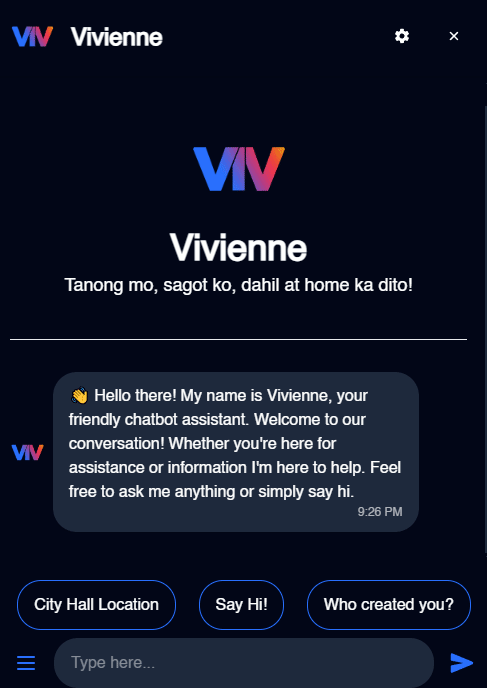 VIV Vivienne
VIV
Vivienne
Tanong mo, sagot ko, dahil at home ka dito!
👋 Hello there! My name is Vivienne, your
friendly chatbot assistant. Welcome to our
conversation! Whether you're here for
VIV
assistance or information I'm here to help. Feel
free to ask me anything or simply say hi.
9:26 PM
City Hall Location Say Hi! Who created you?
Type here...